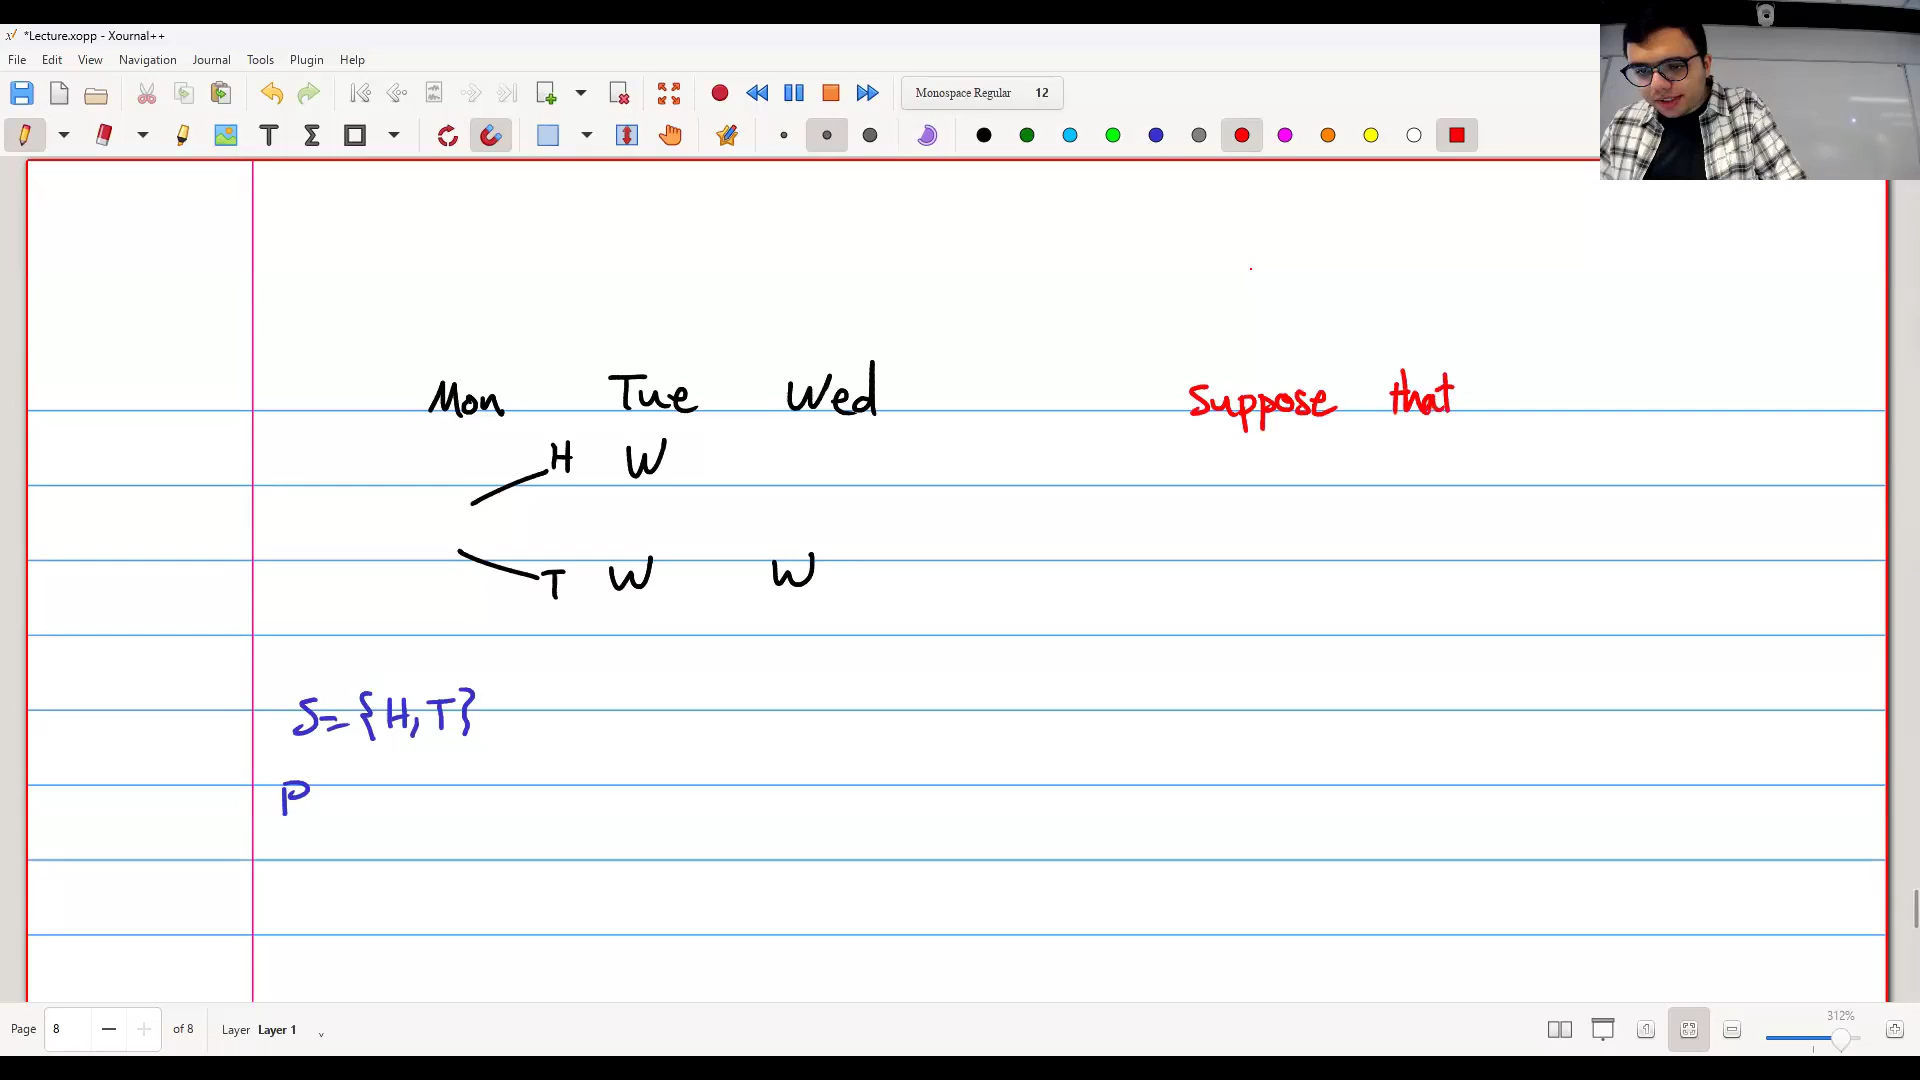 *Lecture.xopp - Xournal++
File Edit View Navigation Journal Tools Plugin Help
Monospace Regular 12
Mon Tue Wed
Suppose that
H W
T W W
S = {H, T}
P
Page 8 of 8 Layer Layer 1
312%